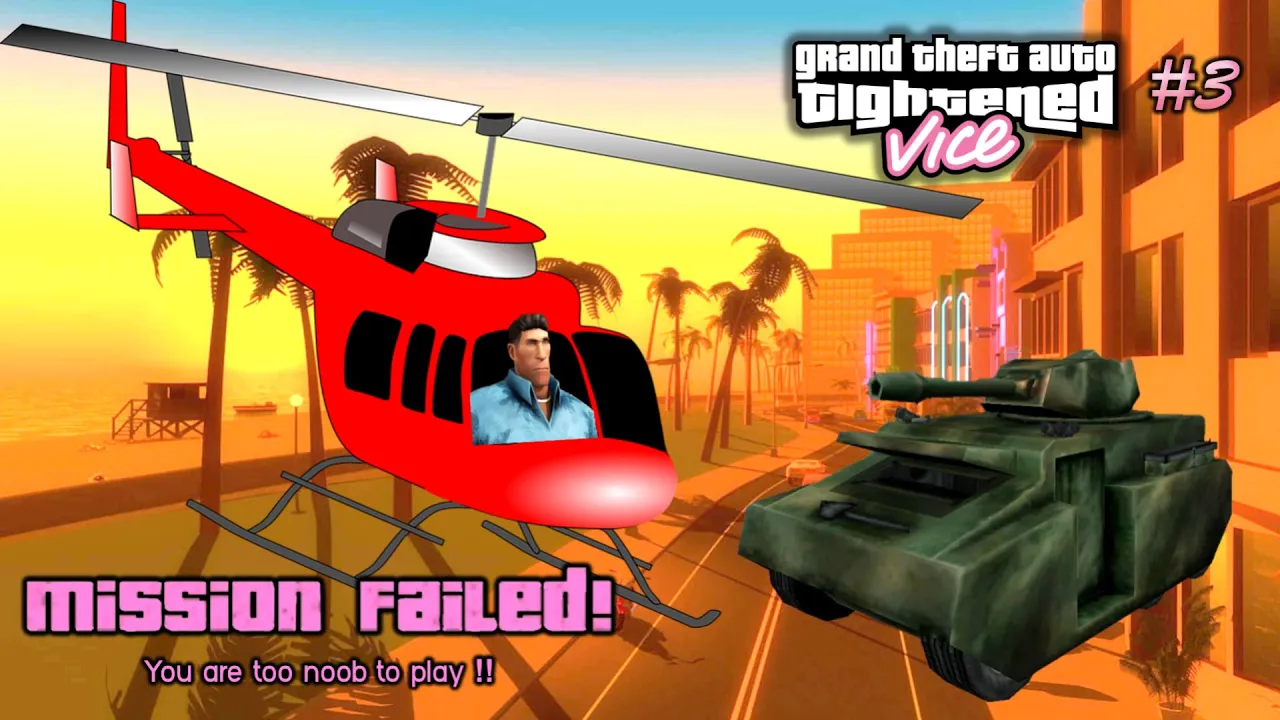 grand theft auto
tightened
vice
#3
mission failed!
You are too noob to play !!